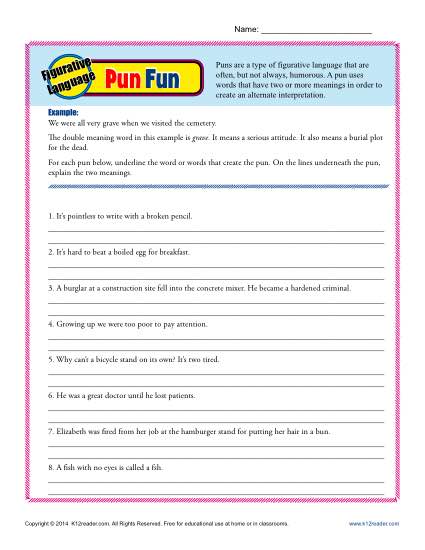 Name:
Figurative
Language
Pun Fun
Puns are a type of figurative language that are
often, but not always, humorous. A pun uses
words that have two or more meanings in order to
create an alternate interpretation.
Example:
We were all very grave when we visited the cemetery.
The double meaning word in this example is grave. It means a serious attitude. It also means a burial plot
for the dead.
For each pun below, underline the word or words that create the pun. On the lines underneath the pun,
explain the two meanings.
1. It's pointless to write with a broken pencil.
2. It's hard to beat a boiled egg for breakfast.
3. A burglar at a construction site fell into the concrete mixer. He became a hardened criminal.
4. Growing up we were too poor to pay attention.
5. Why can't a bicycle stand on its own? It's two tired.
6. He was a great doctor until he lost patients.
7. Elizabeth was fired from her job at the hamburger stand for putting her hair in a bun.
8. A fish with no eyes is called a fsh.
Copyright © 2014 K12reader.com. All Rights Reserved. Free for educational use at home or in classrooms.
www.k12reader.com